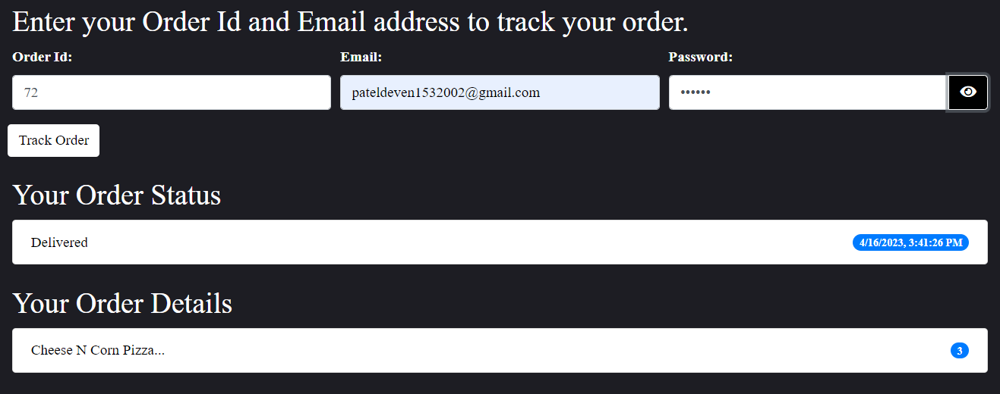 Enter your Order Id and Email address to track your order.
Order Id: Email: Password:
72 pateldeven1532002@gmail.com ••••••
Track Order
Your Order Status
Delivered 4/16/2023, 3:41:26 PM
Your Order Details
Cheese N Corn Pizza... 3